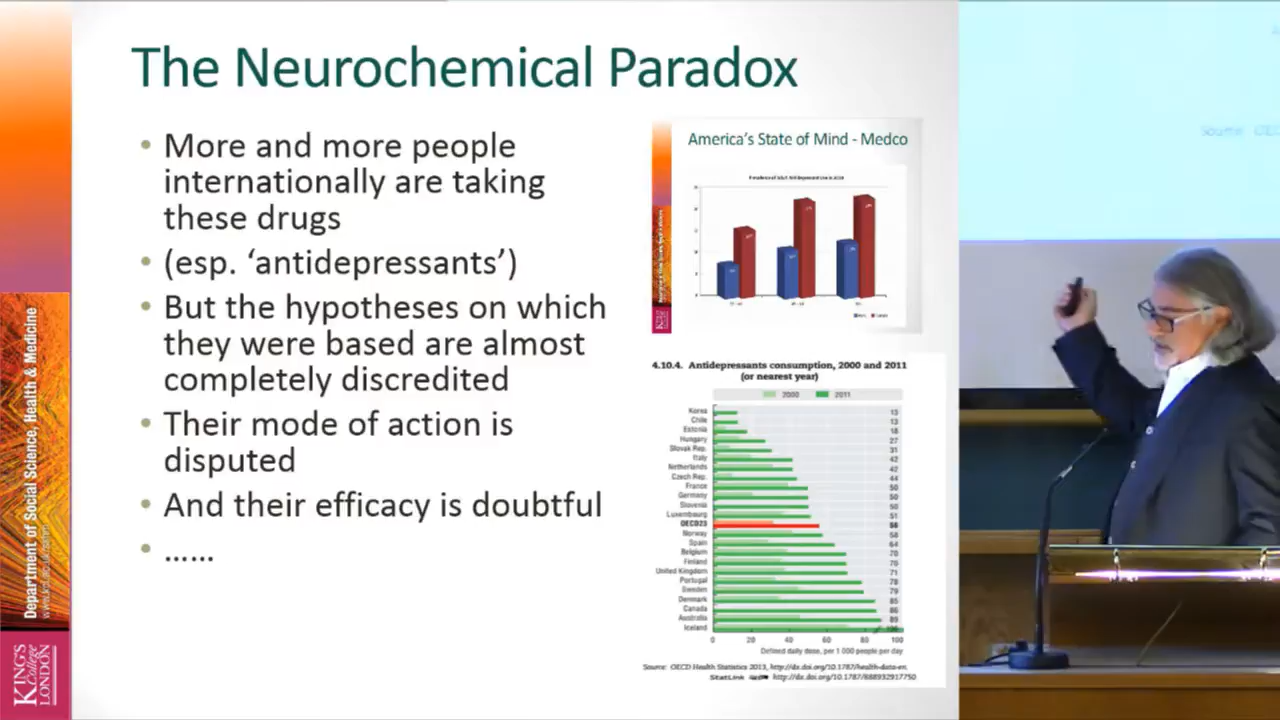 The Neurochemical Paradox
• More and more people
internationally are taking
these drugs
• (esp. ‘antidepressants’)
• But the hypotheses on which
they were based are almost
completely discredited
• Their mode of action is
disputed
• And their efficacy is doubtful
• ......
America's State of Mind - Medco
4.10.4. Antidepressants consumption, 2000 and 2011
(or nearest year)
2000 2011
Korea 13
Chile 13
Estonia 18
Hungary 27
Slovak Rep. 31
Italy 42
Netherlands 42
Czech Rep. 44
France 50
Germany 50
Slovenia 50
Luxembourg 51
OECD23 56
Norway 58
Spain 64
Belgium 70
Finland 70
United Kingdom 71
Portugal 78
Sweden 79
Denmark 85
Canada 86
Australia 89
Iceland
0 20 40 60 80 100
Defined daily dose, per 1 000 people per day
Source: OECD Health Statistics 2013, http://dx.doi.org/10.1787/health-data-en.
StatLink http://dx.doi.org/10.1787/888932917750
Department of Social Science, Health & Medicine
KING'S
College
LONDON
Source